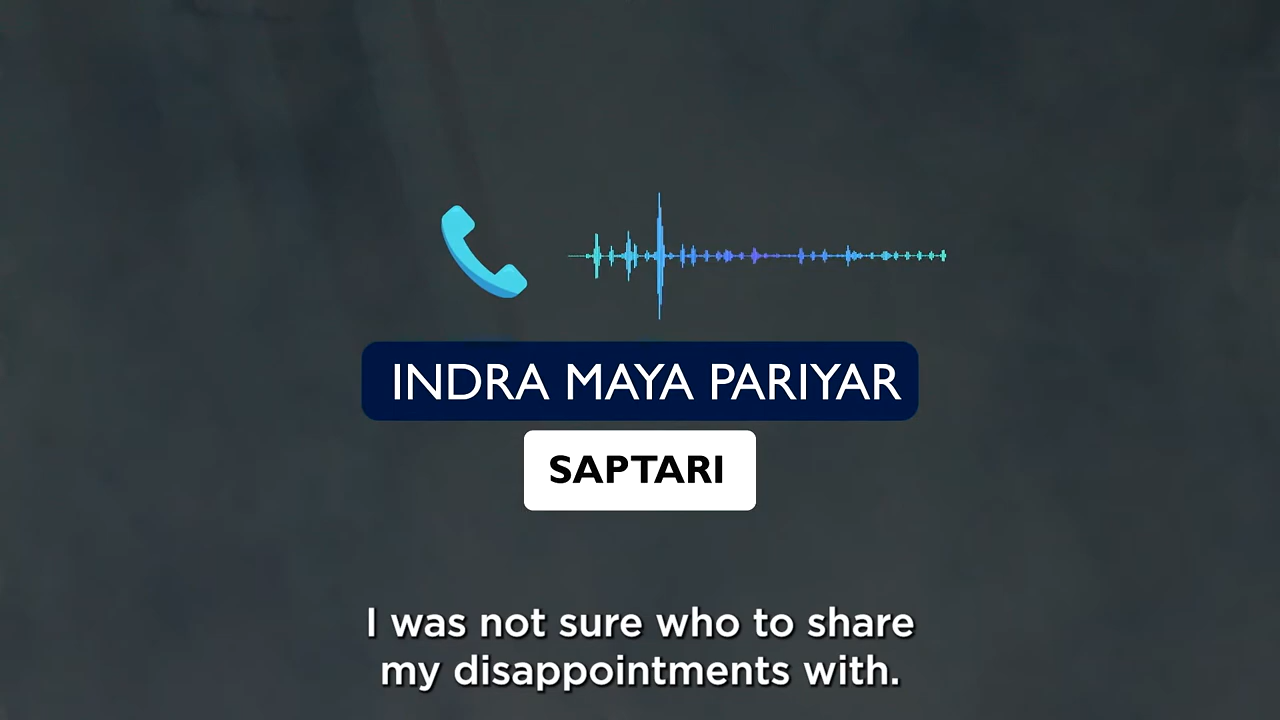 INDRA MAYA PARIYAR
SAPTARI
I was not sure who to share
my disappointments with.